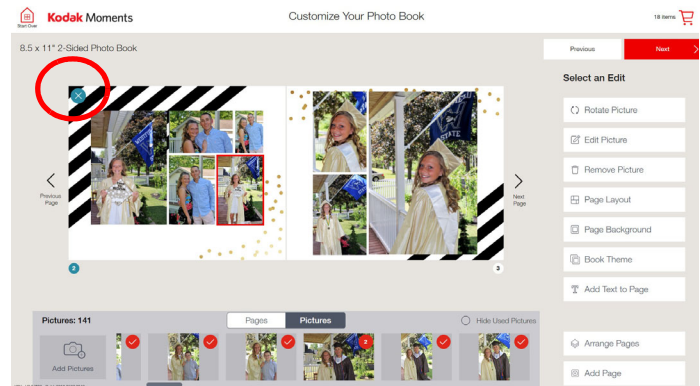 Start Over
Kodak Moments
Customize Your Photo Book
18 items
8.5 x 11" 2-Sided Photo Book
Previous
Next
Select an Edit
Rotate Picture
Edit Picture
Remove Picture
Page Layout
Page Background
Book Theme
Add Text to Page
Arrange Pages
Add Page
Previous
Page
Next
Page
STATE
2
3
Pictures: 141
Pages
Pictures
Hide Used Pictures
Add Pictures
2